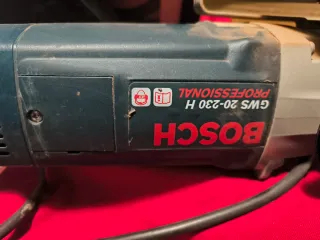 BOSCH
GWS 20-230 H
PROFESSIONAL